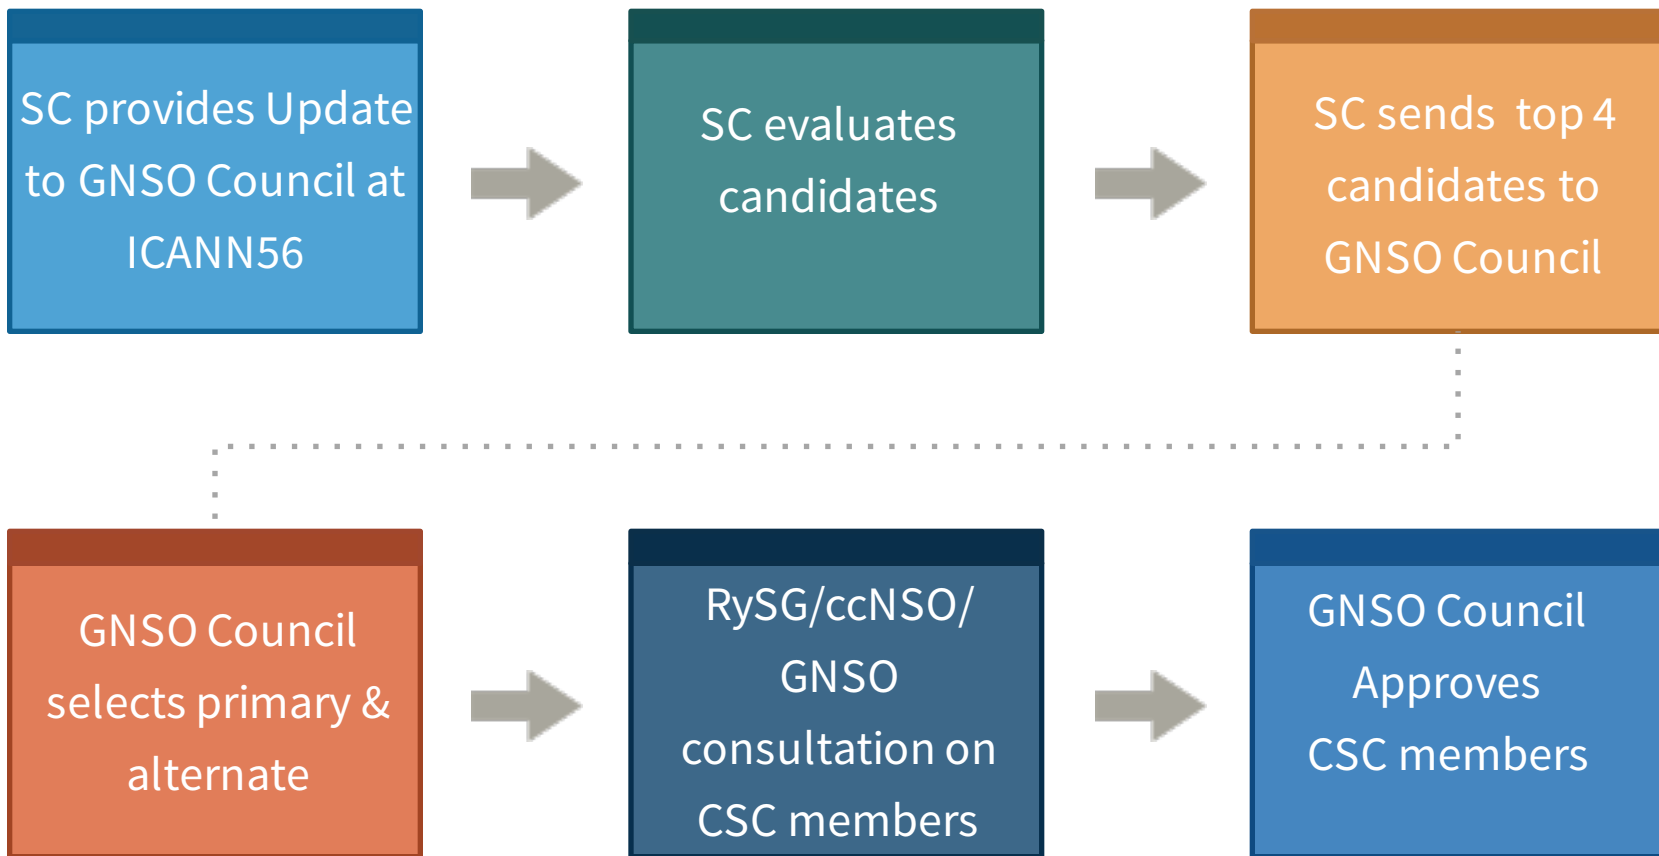 SC provides Update
to GNSO Council at
ICANN56
SC evaluates
candidates
SC sends  top 4
candidates to
GNSO Council
GNSO Council
selects primary &
alternate
RySG/ccNSO/
GNSO
consultation on
CSC members
GNSO Council
Approves
CSC members